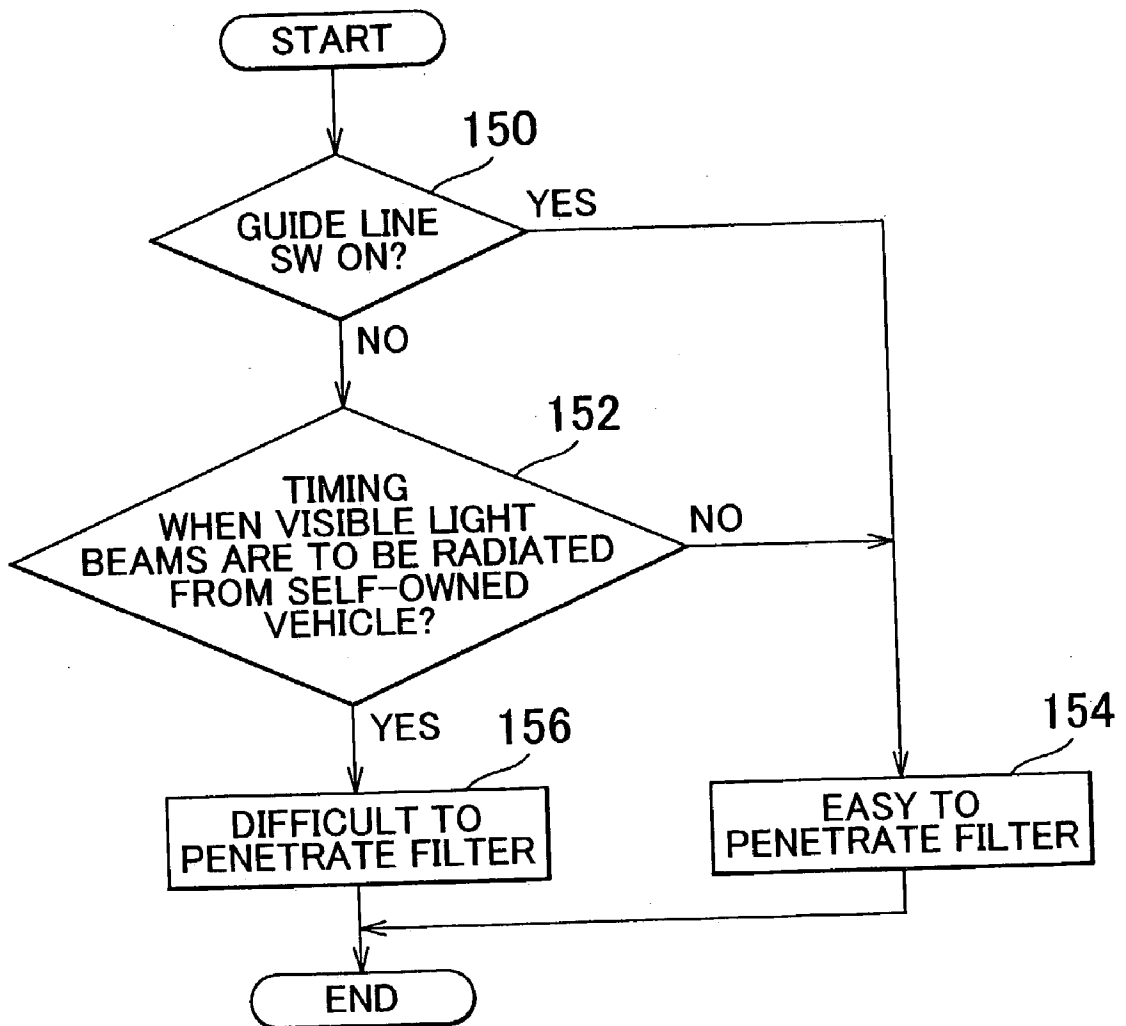 START
150
GUIDE LINE
SW ON?
YES
NO
152
TIMING
WHEN VISIBLE LIGHT
BEAMS ARE TO BE RADIATED
FROM SELF-OWNED
VEHICLE?
NO
YES
156
DIFFICULT TO
PENETRATE FILTER
154
EASY TO
PENETRATE FILTER
END